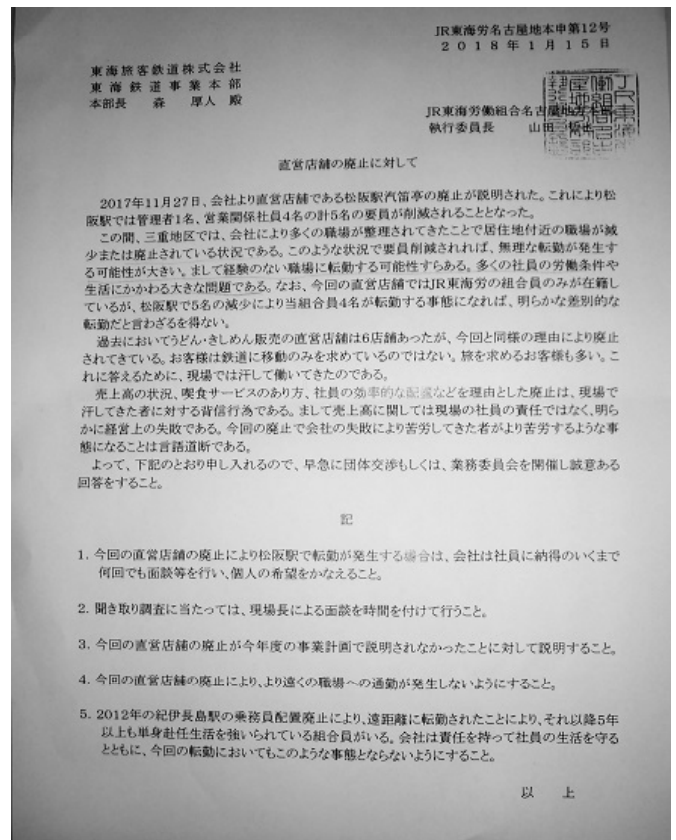 JR東海労名古屋地本申第12号
2018年1月15日
東海旅客鉄道株式会社
東海鉄道事業本部
本部長 森 厚人 殿
JR東海労働組合名古屋地方本部
執行委員長 山田
直営店舗の廃止に対して
2017年11月27日、会社より直営店舗である松阪駅汽笛亭の廃止が説明された。これにより松
阪駅では管理者1名、営業関係社員4名の計5名の要員が削減されることとなった。
この間、三重地区では、会社により多くの職場が整理されてきたことで居住地付近の職場が減
少または廃止されている状況である。このような状況で要員削減されれば、無理な転勤が発生す
る可能性が大きい。まして経験のない職場に転勤する可能性すらある。多くの社員の労働条件や
生活にかかわる大きな問題である。なお、今回の直営店舗ではJR東海労の組合員のみが在籍し
ているが、松阪駅で5名の減少により当組合員4名が転勤する事態になれば、明らかな差別的な
転勤だと言わざるを得ない。
過去においてうどん・きしめん販売の直営店舗は6店舗あったが、今回と同様の理由により廃止
されてきている。お客様は鉄道に移動のみを求めているのではない。旅を求めるお客様も多い。こ
れに答えるために、現場では汗して働いてきたのである。
売上高の状況、喫食サービスのあり方、社員の効率的な配置などを理由とした廃止は、現場で
汗してきた者に対する背信行為である。まして売上高に関しては現場の社員の責任ではなく、明ら
かに経営上の失敗である。今回の廃止で会社の失敗により苦労してきた者がより苦労するような事
態になることは言語道断である。
よって、下記のとおり申し入れるので、早急に団体交渉もしくは、業務委員会を開催し誠意ある
回答をすること。
記
1. 今回の直営店舗の廃止により松阪駅で転勤が発生する場合は、会社は社員に納得のいくまで
何回でも面談等を行い、個人の希望をかなえること。
2. 聞き取り調査に当たっては、現場長による面談を時間を付けて行うこと。
3. 今回の直営店舗の廃止が今年度の事業計画で説明されなかったことに対して説明すること。
4. 今回の直営店舗の廃止により、より遠くの職場への通勤が発生しないようにすること。
5. 2012年の紀伊長島駅の乗務員配置廃止により、遠距離に転勤されたことにより、それ以降5年
以上も単身赴任生活を強いられている組合員がいる。会社は責任を持って社員の生活を守る
とともに、今回の転勤においてもこのような事態とならないようにすること。
以 上